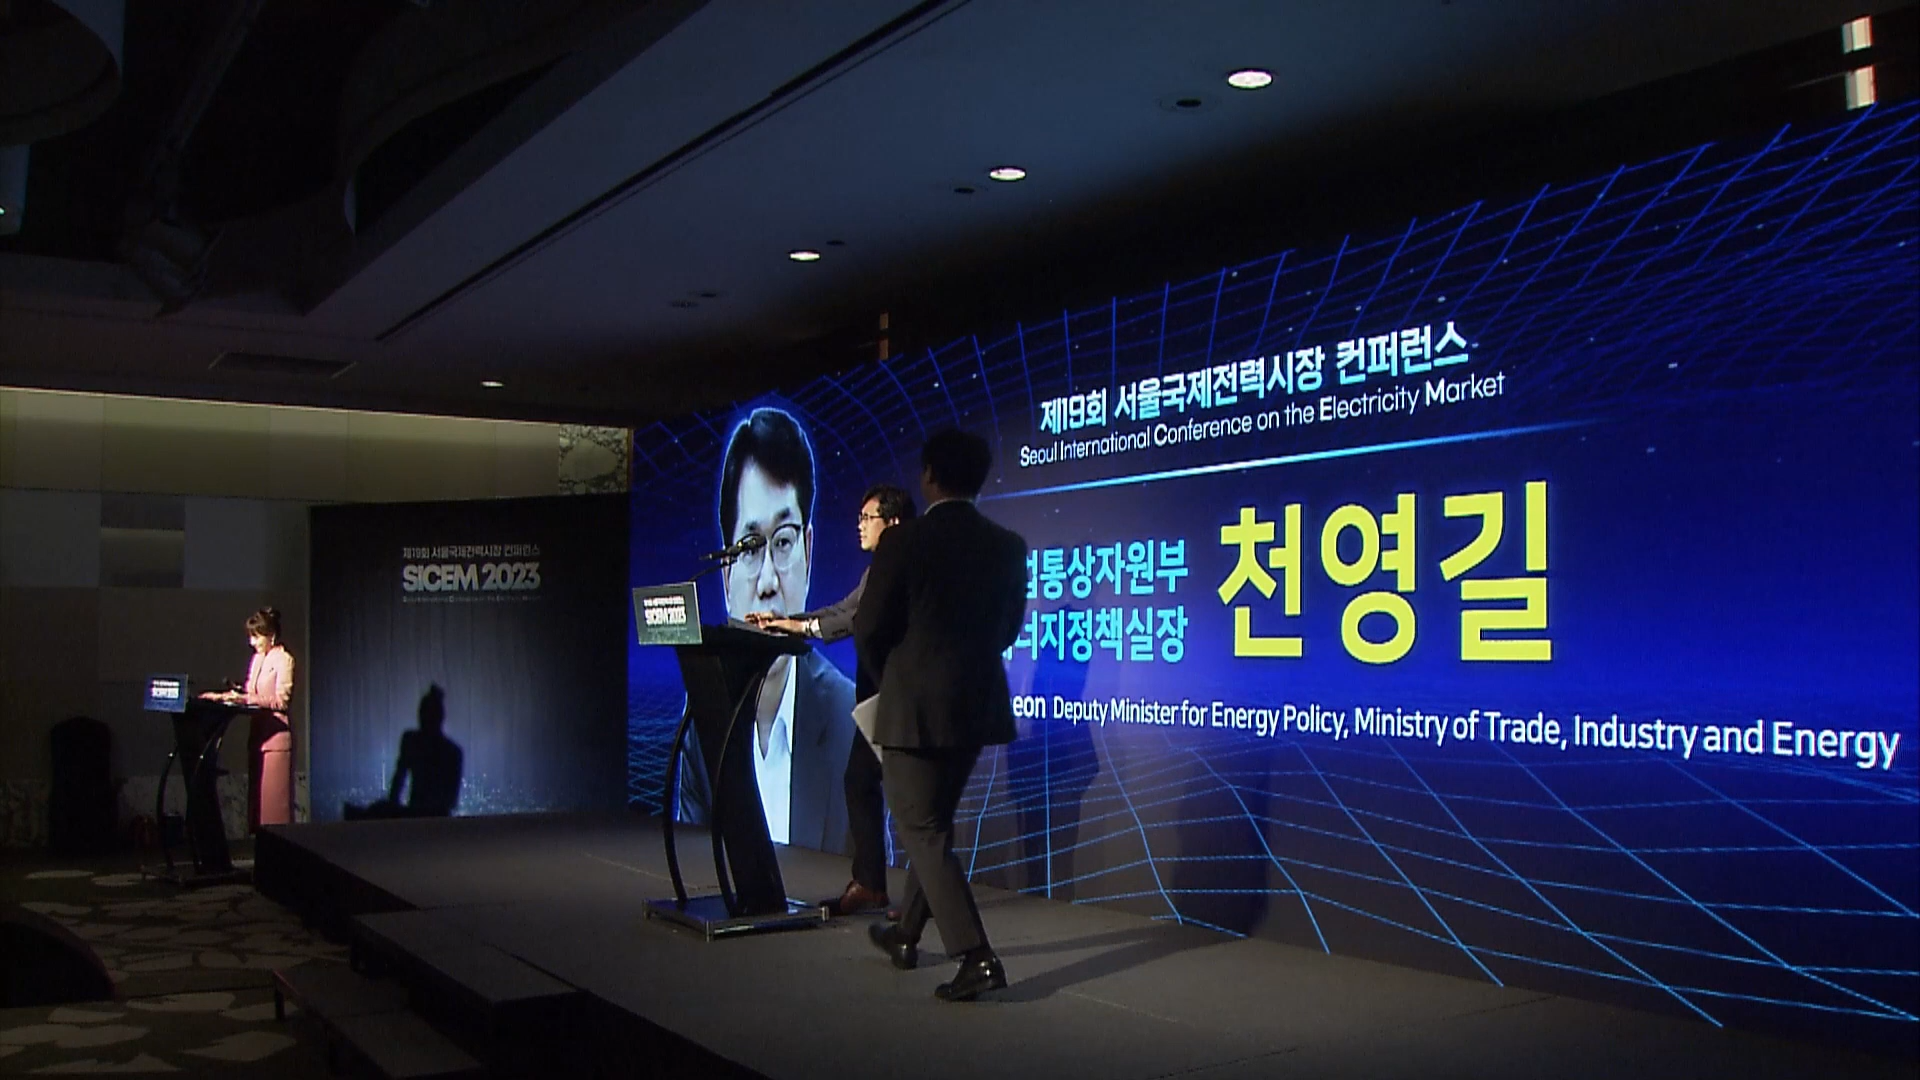 제19회 서울국제전력시장 컨퍼런스
Seoul International Conference on the Electricity Market
통상자원부
너지정책실장
천영길
eon Deputy Minister for Energy Policy, Ministry of Trade, Industry and Energy
제19회 서울국제전력시장 컨퍼런스
SICEM 2023
SICEM 2023